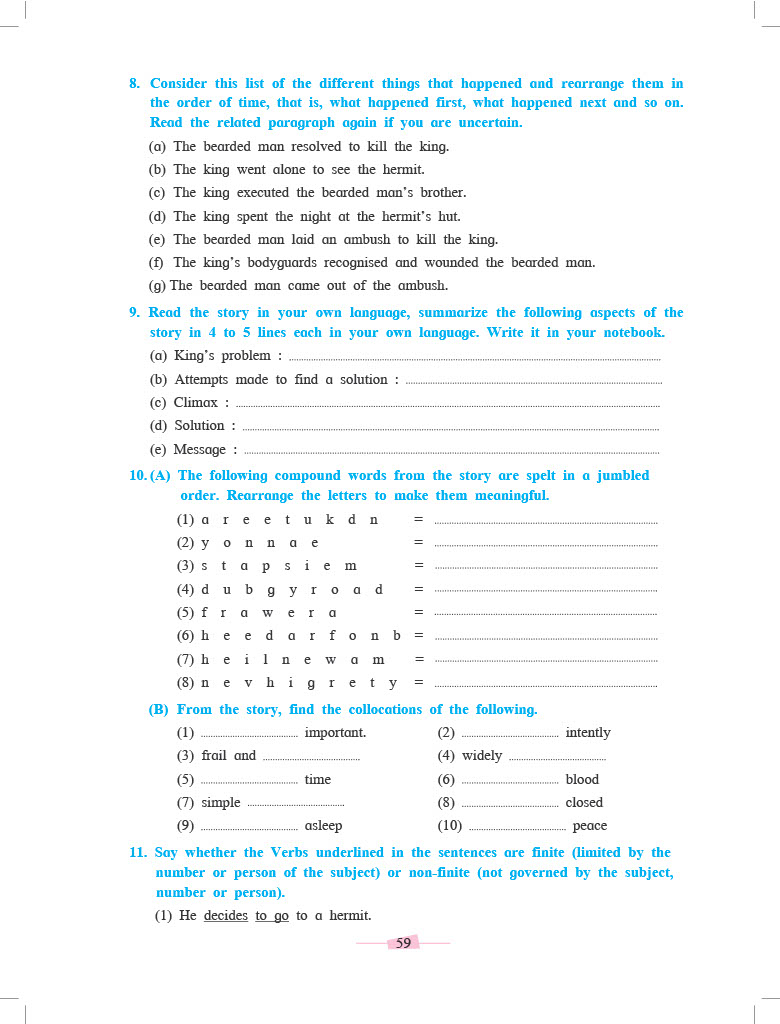 8. Consider this list of the different things that happened and rearrange them in
the order of time, that is, what happened first, what happened next and so on.
Read the related paragraph again if you are uncertain.
(a) The bearded man resolved to kill the king.
(b) The king went alone to see the hermit.
(c) The king executed the bearded man's brother.
(d) The king spent the night at the hermit's hut.
(e) The bearded man laid an ambush to kill the king.
(f) The king's bodyguards recognised and wounded the bearded man.
(g) The bearded man came out of the ambush.
9. Read the story in your own language, summarize the following aspects of the
story in 4 to 5 lines each in your own language. Write it in your notebook.
(a) King's problem : ....................
(b) Attempts made to find a solution : ....................
(c) Climax : ....................
(d) Solution : ....................
(e) Message : ....................
10. (A) The following compound words from the story are spelt in a jumbled
order. Rearrange the letters to make them meaningful.
(1) a r e e t u k d n = ....................
(2) y o n n a e = ....................
(3) s t a p s i e m = ....................
(4) d u b g y r o a d = ....................
(5) f r a w e r a = ....................
(6) h e e d a r f o n b = ....................
(7) h e i l n e w a m = ....................
(8) n e v h i g r e t y = ....................
(B) From the story, find the collocations of the following.
(1) .................... important. (2) .................... intently
(3) frail and .................... (4) widely ....................
(5) .................... time (6) .................... blood
(7) simple .................... (8) .................... closed
(9) .................... asleep (10) .................... peace
11. Say whether the Verbs underlined in the sentences are finite (limited by the
number or person of the subject) or non-finite (not governed by the subject,
number or person).
(1) He decides to go to a hermit.
59